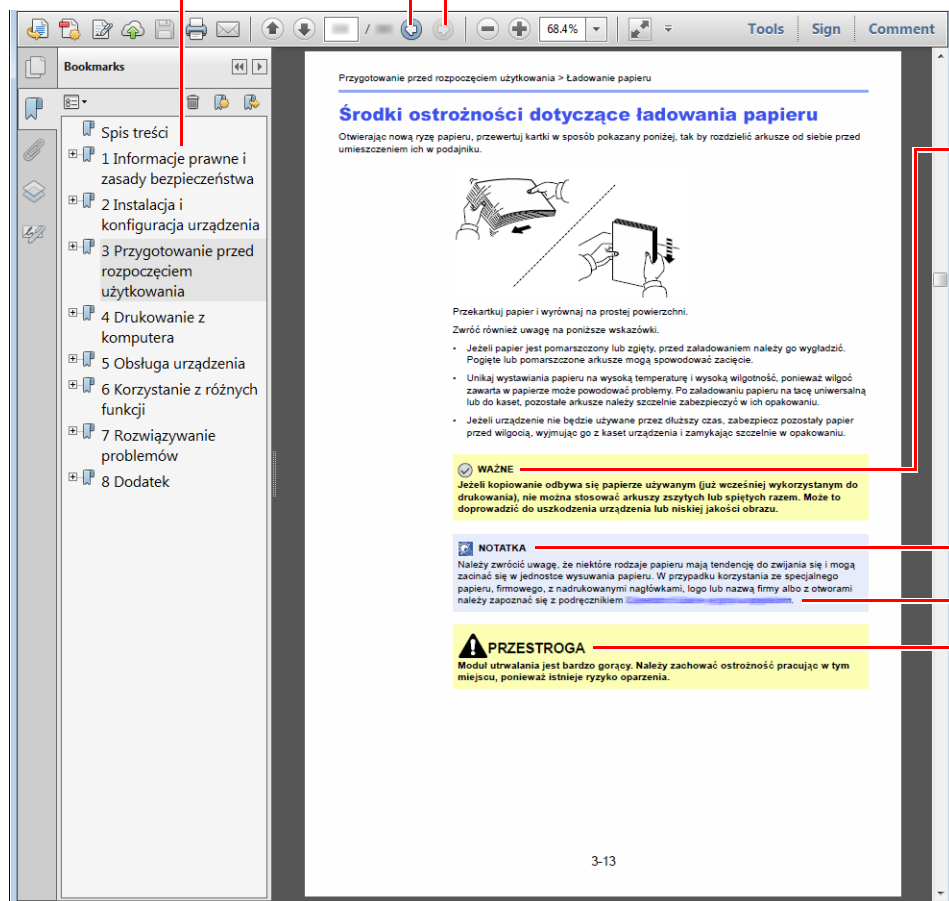 /
68.4%
Tools
Sign
Comment
Bookmarks
Spis treści
1 Informacje prawne i
zasady bezpieczeństwa
2 Instalacja i
konfiguracja urządzenia
3 Przygotowanie przed
rozpoczęciem
użytkowania
4 Drukowanie z
komputera
5 Obsługa urządzenia
6 Korzystanie z różnych
funkcji
7 Rozwiązywanie
problemów
8 Dodatek
Przygotowanie przed rozpoczęciem użytkowania > Ładowanie papieru
Środki ostrożności dotyczące ładowania papieru
Otwierając nową ryzę papieru, przewertuj kartki w sposób pokazany poniżej, tak by rozdzielić arkusze od siebie przed
umieszczeniem ich w podajniku.
Przekartkuj papier i wyrównaj na prostej powierzchni.
Zwróć również uwagę na poniższe wskazówki.
• Jeżeli papier jest pomarszczony lub zgięty, przed załadowaniem należy go wygładzić.
Pogięte lub pomarszczone arkusze mogą spowodować zacięcie.
• Unikaj wystawiania papieru na wysoką temperaturę i wysoką wilgotność, ponieważ wilgoć
zawarta w papierze może powodować problemy. Po załadowaniu papieru na tacę uniwersalną
lub do kaset, pozostałe arkusze należy szczelnie zabezpieczyć w ich opakowaniu.
• Jeżeli urządzenie nie będzie używane przez dłuższy czas, zabezpiecz pozostały papier
przed wilgocią, wyjmując go z kaset urządzenia i zamykając szczelnie w opakowaniu.
WAŻNE
Jeżeli kopiowanie odbywa się papierze używanym (już wcześniej wykorzystanym do
drukowania), nie można stosować arkuszy zszytych lub spiętych razem. Może to
doprowadzić do uszkodzenia urządzenia lub niskiej jakości obrazu.
NOTATKA
Należy zwrócić uwagę, że niektóre rodzaje papieru mają tendencję do zwijania się i mogą
zacinać się w jednostce wysuwania papieru. W przypadku korzystania ze specjalnego
papieru, firmowego, z nadrukowanymi nagłówkami, logo lub nazwą firmy albo z otworami
należy zapoznać się z podręcznikiem
PRZESTROGA
Moduł utrwalania jest bardzo gorący. Należy zachować ostrożność pracując w tym
miejscu, ponieważ istnieje ryzyko oparzenia.
3-13